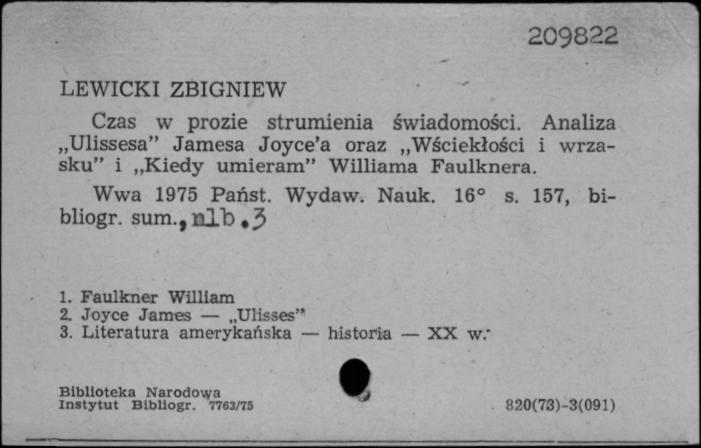 209822
LEWICKI ZBIGNIEW
Czas w prozie strumienia świadomości. Analiza
„Ulissesa” Jamesa Joyce’a oraz „Wściekłości i wrza-
sku” i „Kiedy umieram” Williama Faulknera.
Wwa 1975 Państ. Wydaw. Nauk. 16° s. 157, bi-
bliogr. sum., nlb.3
1. Faulkner William
2. Joyce James — „Ulisses”
3. Literatura amerykańska — historia — XX w.
Biblioteka Narodowa
Instytut Bibliogr. 7763/75
820(73)-3(091)